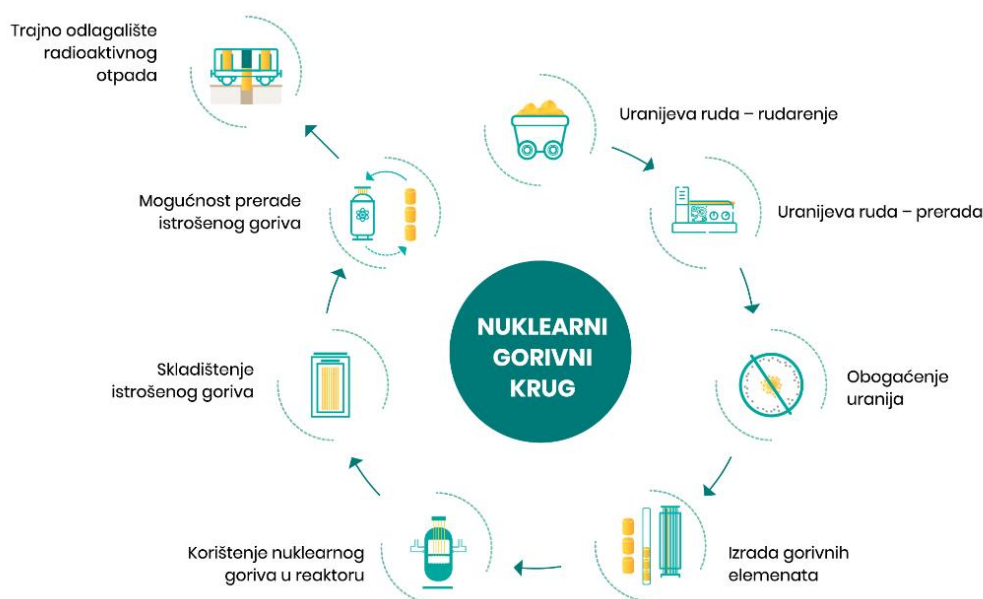 NUKLEARNI
GORIVNI
KRUG
Uranijeva ruda – rudarenje
Uranijeva ruda – prerada
Obogaćenje
uranija
Izrada gorivnih
elemenata
Korištenje nuklearnog
goriva u reaktoru
Skladištenje
istrošenog goriva
Mogućnost prerade
istrošenog goriva
Trajno odlagalište
radioaktivnog
otpada